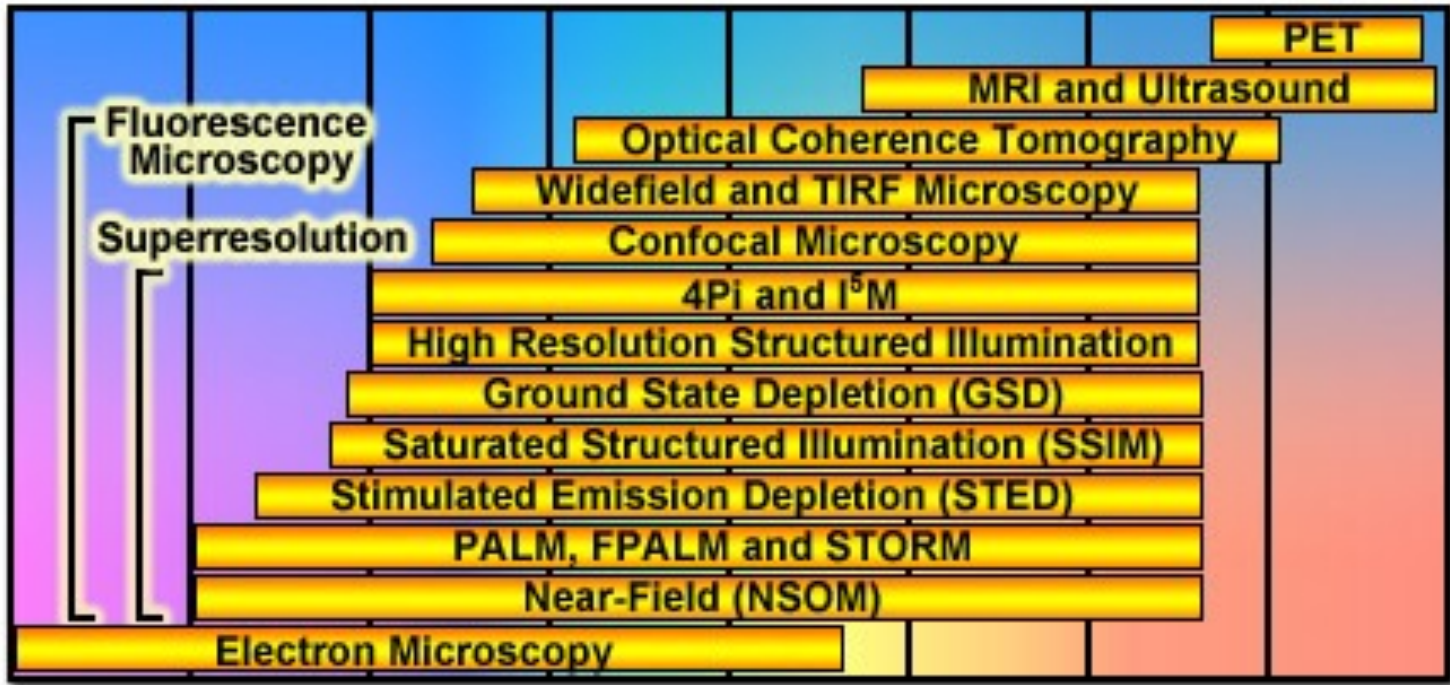 PET
MRI and Ultrasound
Fluorescence
Microscopy
Optical Coherence Tomography
Widefield and TIRF Microscopy
Superresolution
Confocal Microscopy
4Pi and I⁵M
High Resolution Structured Illumination
Ground State Depletion (GSD)
Saturated Structured Illumination (SSIM)
Stimulated Emission Depletion (STED)
PALM, FPALM and STORM
Near-Field (NSOM)
Electron Microscopy